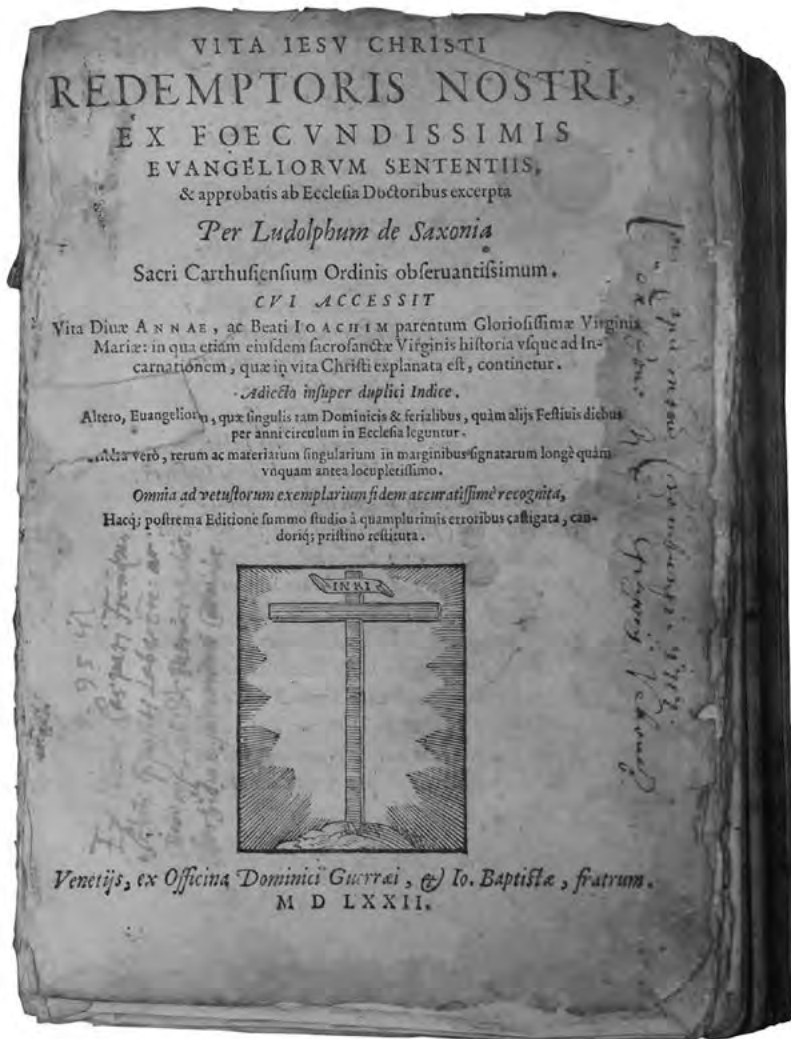 VITA IESV CHRISTI
REDEMPTORIS NOSTRI,
EX FOECVNDISSIMIS
EVANGELIORVM SENTENTIIS,
& approbatis ab Ecclesia Doctoribus excerpta
Per Ludolphum de Saxonia
Sacri Carthusiensium Ordinis obseruantissimum.
CVI ACCESSIT
Vita Diuæ ANNAE, ac Beati IOACHIM parentum Gloriosissimæ Virginis
Mariæ: in qua etiam eiusdem sacrosanctæ Virginis historia vsque ad In-
carnationem, quæ in vita Christi explanata est, continetur.
Adiecto insuper duplici Indice.
Altero, Euangeliorum, quæ singulis tam Dominicis & ferialibus, quàm alijs Festiuis diebus
per anni circulum in Ecclesia leguntur.
verò, rerum ac materiarum singularium in marginibus signatarum longè quàm
vnquam antea locupletissimo.
Omnia ad vetustorum exemplarium fidem accuratissimè recognita,
Hacq; postrema Editione summo studio à quamplurimis erroribus castigata, can-
doriq; pristino restituta.
INRI
Venetijs, ex Officina Dominici Guerræi, & Io. Baptistæ, fratrum.
M D LXXII.